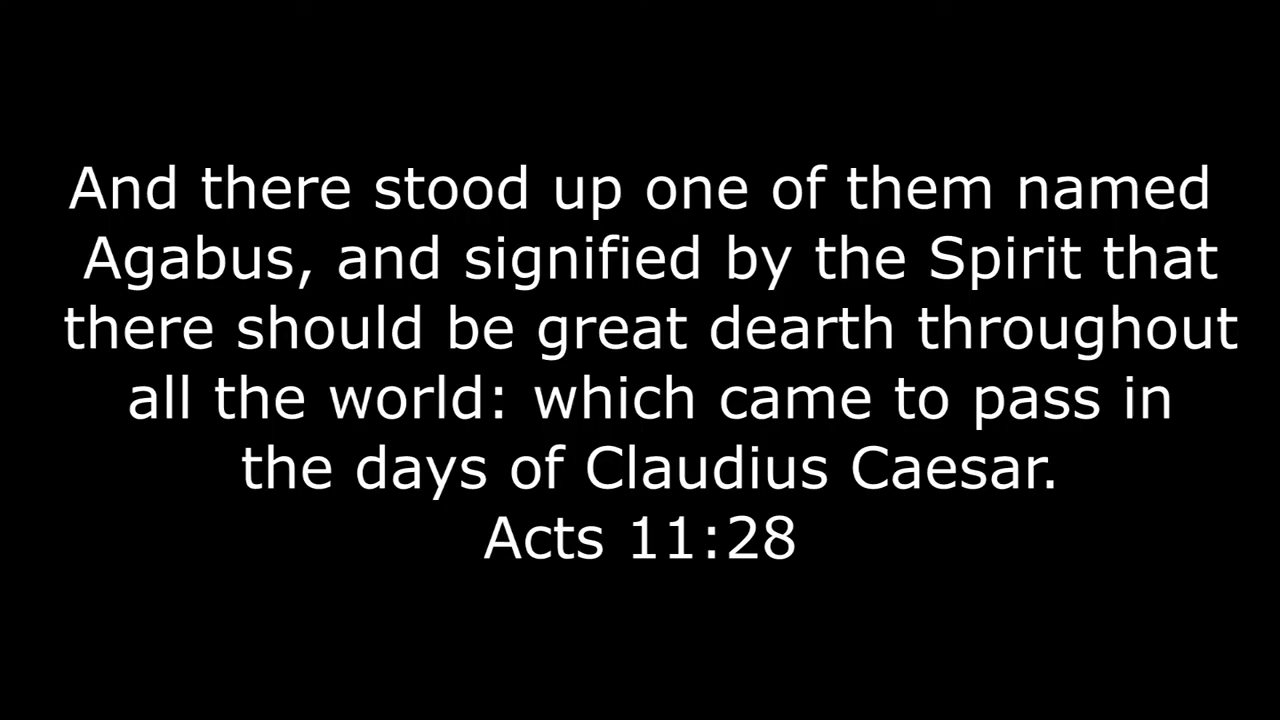 And there stood up one of them named
Agabus, and signified by the Spirit that
there should be great dearth throughout
all the world: which came to pass in
the days of Claudius Caesar.
Acts 11:28